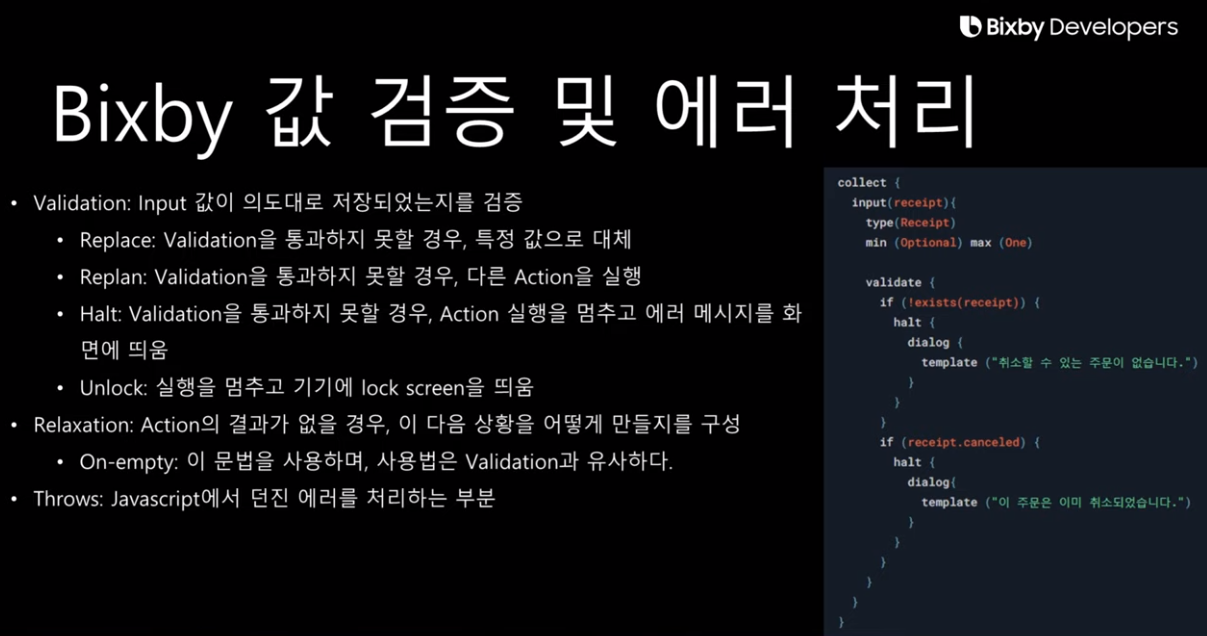 Bixby Developers
Bixby 값 검증 및 에러 처리
• Validation: Input 값이 의도대로 저장되었는지를 검증
• Replace: Validation을 통과하지 못할 경우, 특정 값으로 대체
• Replan: Validation을 통과하지 못할 경우, 다른 Action을 실행
• Halt: Validation을 통과하지 못할 경우, Action 실행을 멈추고 에러 메시지를 화
면에 띄움
• Unlock: 실행을 멈추고 기기에 lock screen을 띄움
• Relaxation: Action의 결과가 없을 경우, 이 다음 상황을 어떻게 만들지를 구성
• On-empty: 이 문법을 사용하며, 사용법은 Validation과 유사하다.
• Throws: Javascript에서 던진 에러를 처리하는 부분
collect {
  input(receipt){
    type(Receipt)
    min (Optional) max (One)

    validate {
      if (!exists(receipt)) {
        halt {
          dialog {
            template ("취소할 수 있는 주문이 없습니다.")
          }
        }
      }
      if (receipt.canceled) {
        halt {
          dialog{
            template ("이 주문은 이미 취소되었습니다.")
          }
        }
      }
    }
  }
}